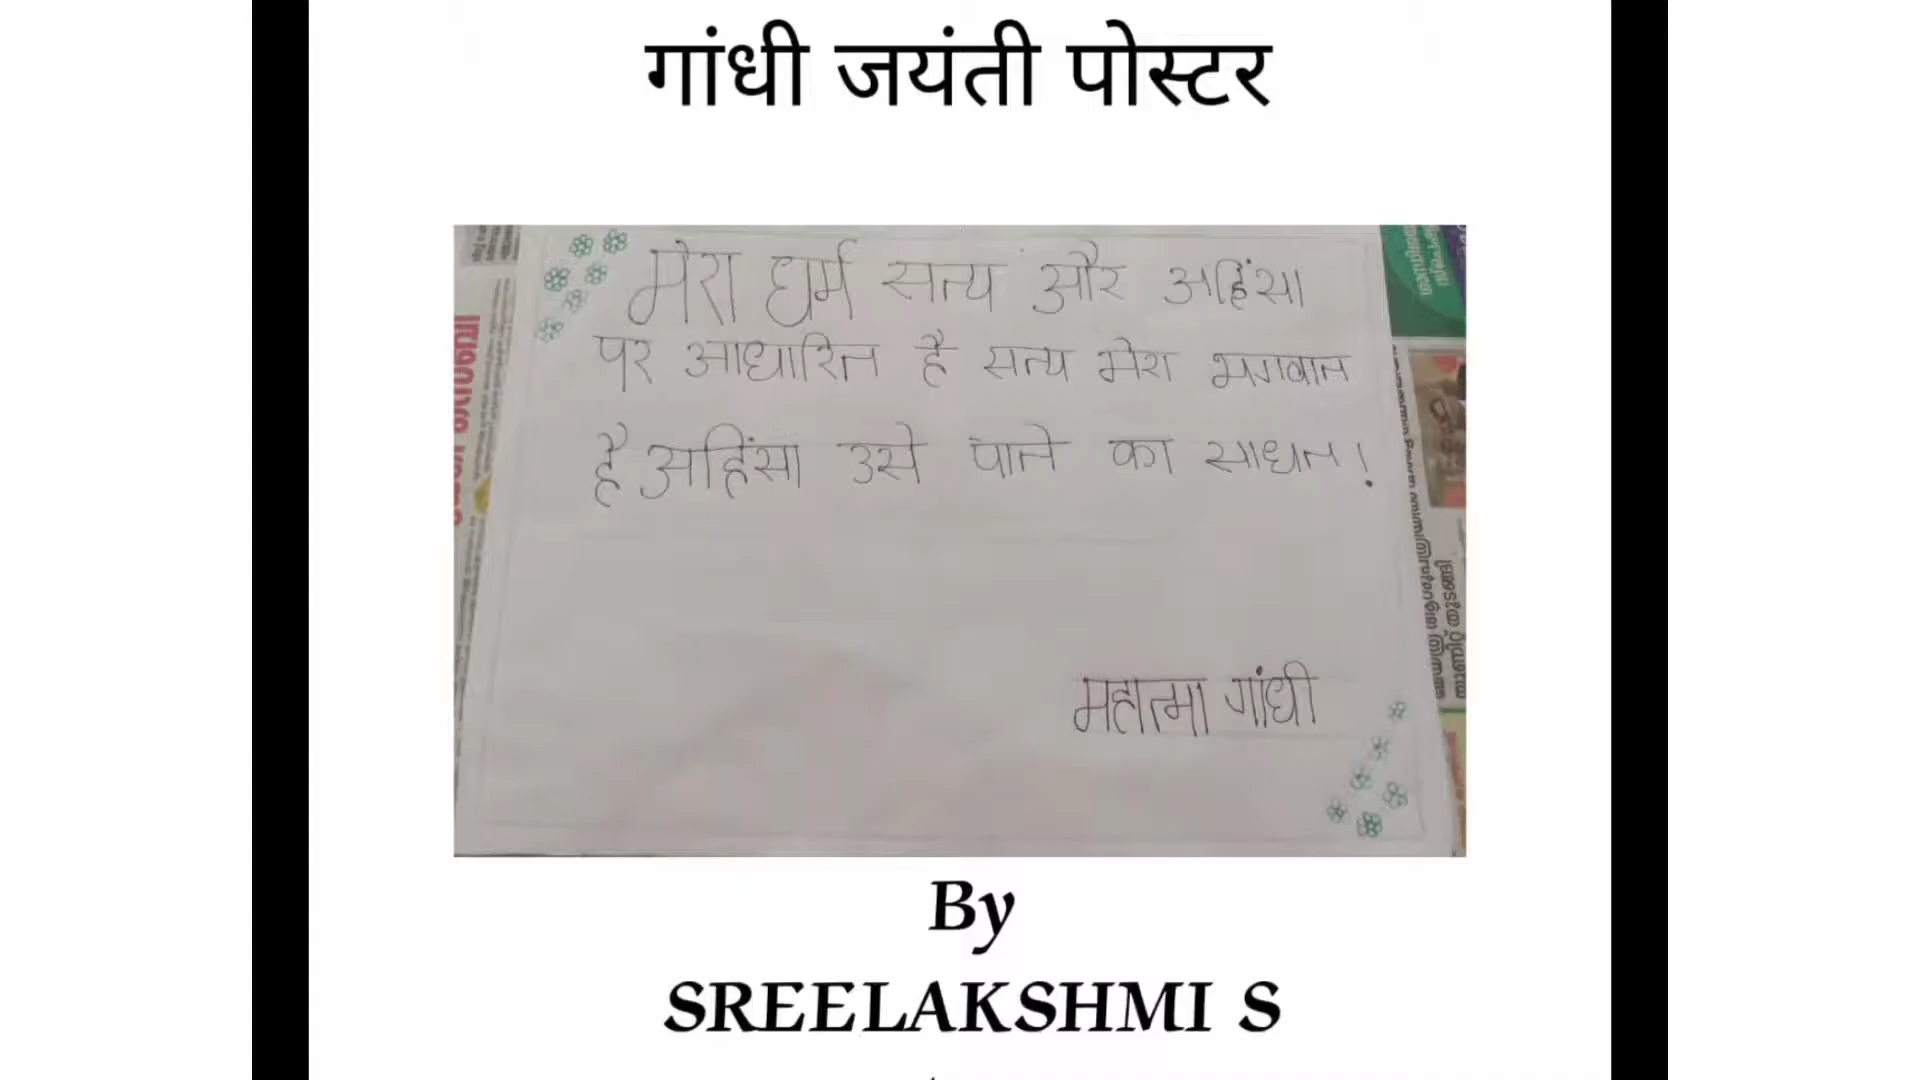 गांधी जयंती पोस्टर
मेरा धर्म सत्य और अहिंसा
पर आधारित है सत्य मेरा भगवान
है अहिंसा उसे पाने का साधन!
महात्मा गांधी
By
SREELAKSHMI S